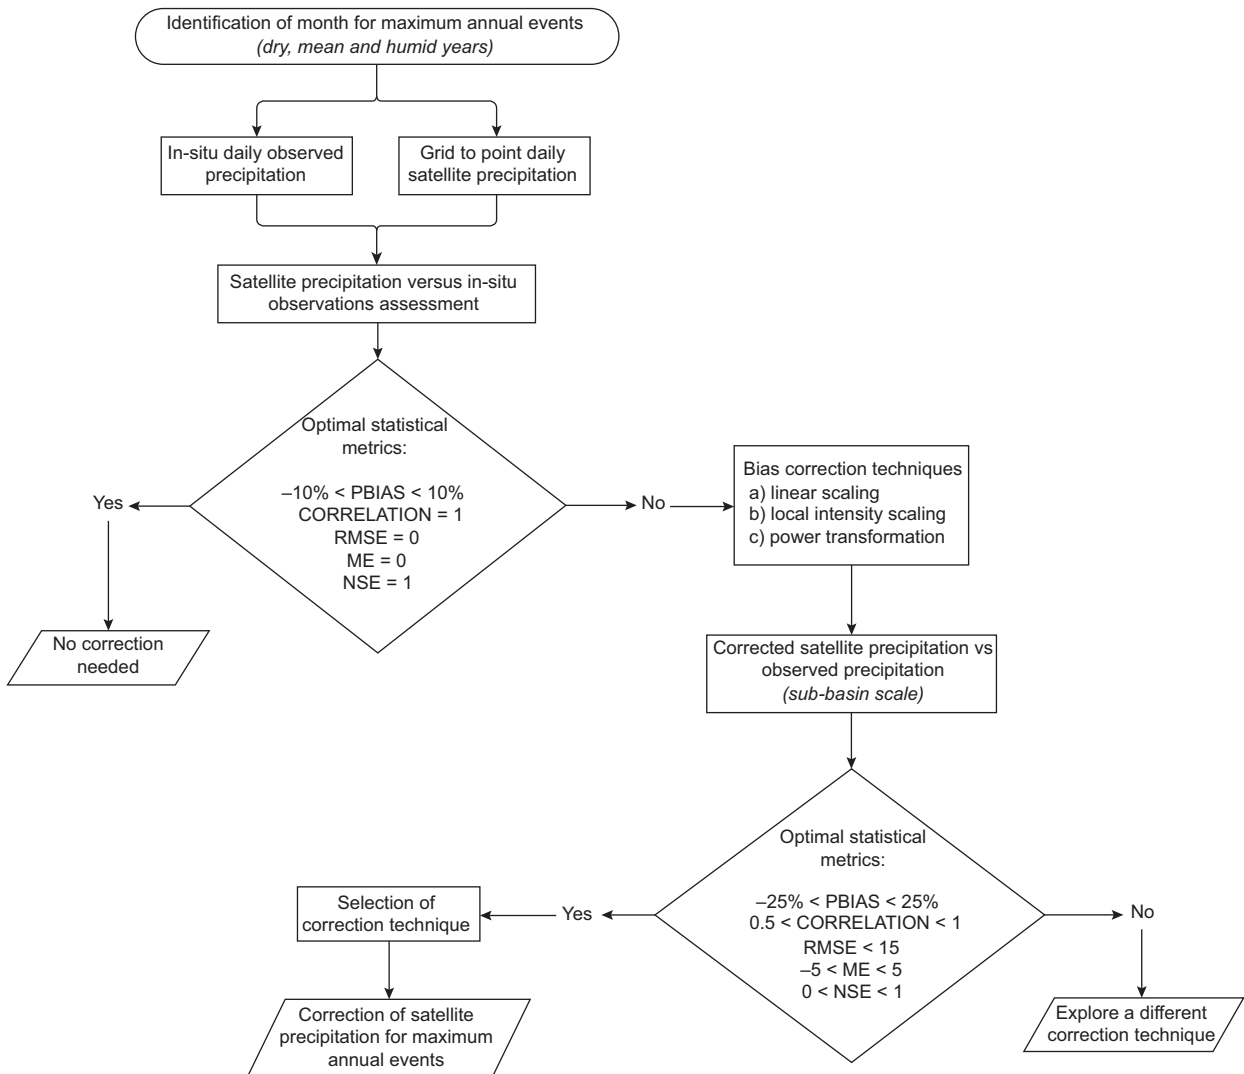 Identification of month for maximum annual events
(dry, mean and humid years)
In-situ daily observed
precipitation
Grid to point daily
satellite precipitation
Satellite precipitation versus in-situ
observations assessment
Optimal statistical
metrics:
–10% < PBIAS < 10%
CORRELATION = 1
RMSE = 0
ME = 0
NSE = 1
Yes
No
No correction
needed
Bias correction techniques
a) linear scaling
b) local intensity scaling
c) power transformation
Corrected satellite precipitation vs
observed precipitation
(sub-basin scale)
Optimal statistical
metrics:
–25% < PBIAS < 25%
0.5 < CORRELATION < 1
RMSE < 15
–5 < ME < 5
0 < NSE < 1
Yes
No
Selection of
correction technique
Correction of satellite
precipitation for maximum
annual events
Explore a different
correction technique